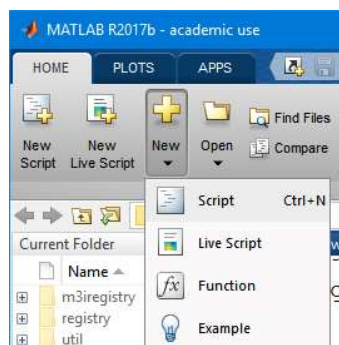 MATLAB R2017b - academic use
HOME PLOTS APPS
Find Files
New Script
New Live Script
New
Open
Compare
Script Ctrl+N
Current Folder
Live Script
Name
m3iregistry
fx Function
registry
util
Example